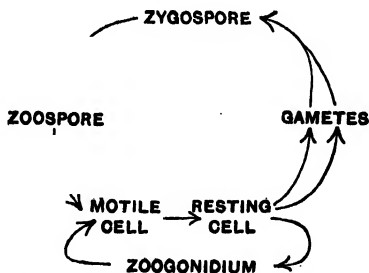 ZYGOSPORE
ZOOSPORE GAMETES
MOTILE RESTING
CELL CELL
ZOOGONIDIUM